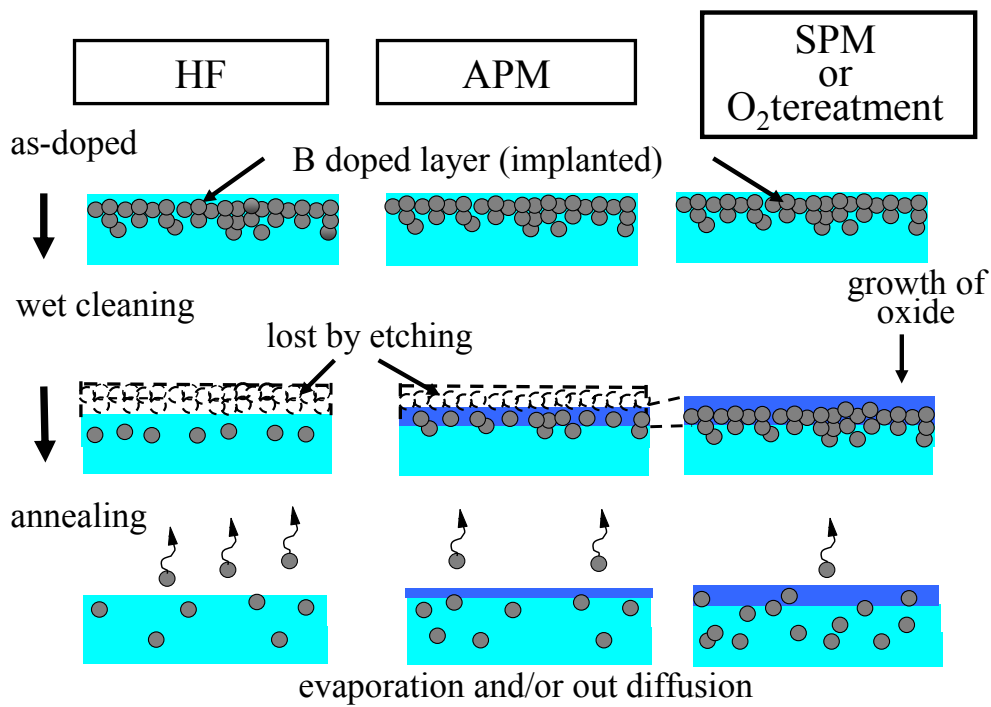 HF
APM
SPM
or
O₂tereatment
as-doped
B doped layer (implanted)
wet cleaning
growth of
oxide
lost by etching
annealing
evaporation and/or out diffusion